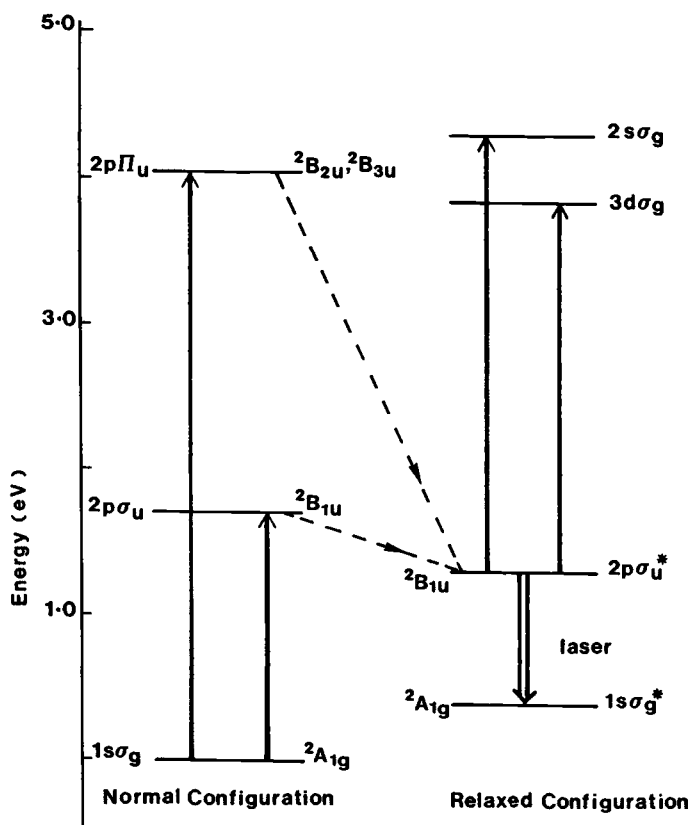 5·0
2sσg
2pΠu
²B2u,²B3u
3dσg
3·0
2pσu
²B1u
²B1u
2pσu*
Energy (eV)
1·0
laser
²A1g
1sσg*
1sσg
²A1g
Normal Configuration
Relaxed Configuration